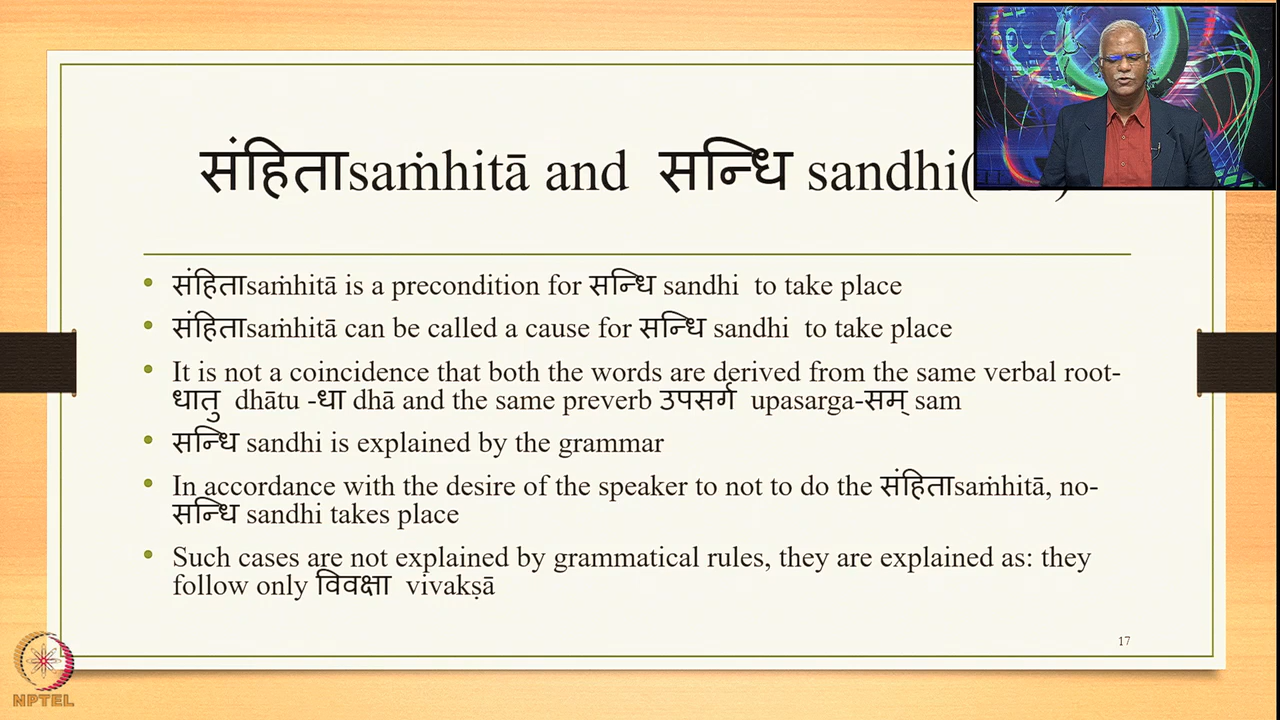 संहिताsaṁhitā and सन्धि sandhi(
• संहिताsaṁhitā is a precondition for सन्धि sandhi to take place
• संहिताsaṁhitā can be called a cause for सन्धि sandhi to take place
• It is not a coincidence that both the words are derived from the same verbal root-
धातु dhātu -धा dhā and the same preverb उपसर्ग upasarga-सम् sam
• सन्धि sandhi is explained by the grammar
• In accordance with the desire of the speaker to not to do the संहिताsaṁhitā, no-
सन्धि sandhi takes place
• Such cases are not explained by grammatical rules, they are explained as: they
follow only विवक्षा vivakṣā
17
NPTEL